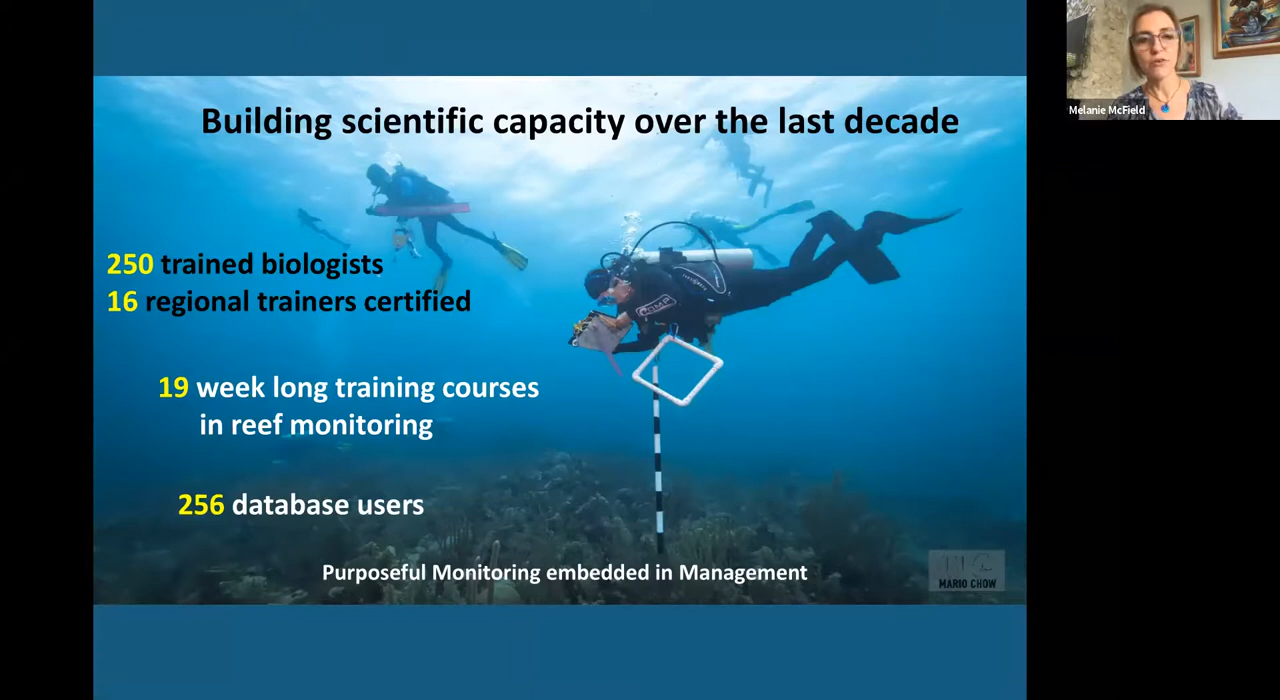 Building scientific capacity over the last decade
250 trained biologists
16 regional trainers certified
19 week long training courses
in reef monitoring
256 database users
Purposeful Monitoring embedded in Management
MARIO CHOW
Melanie McField